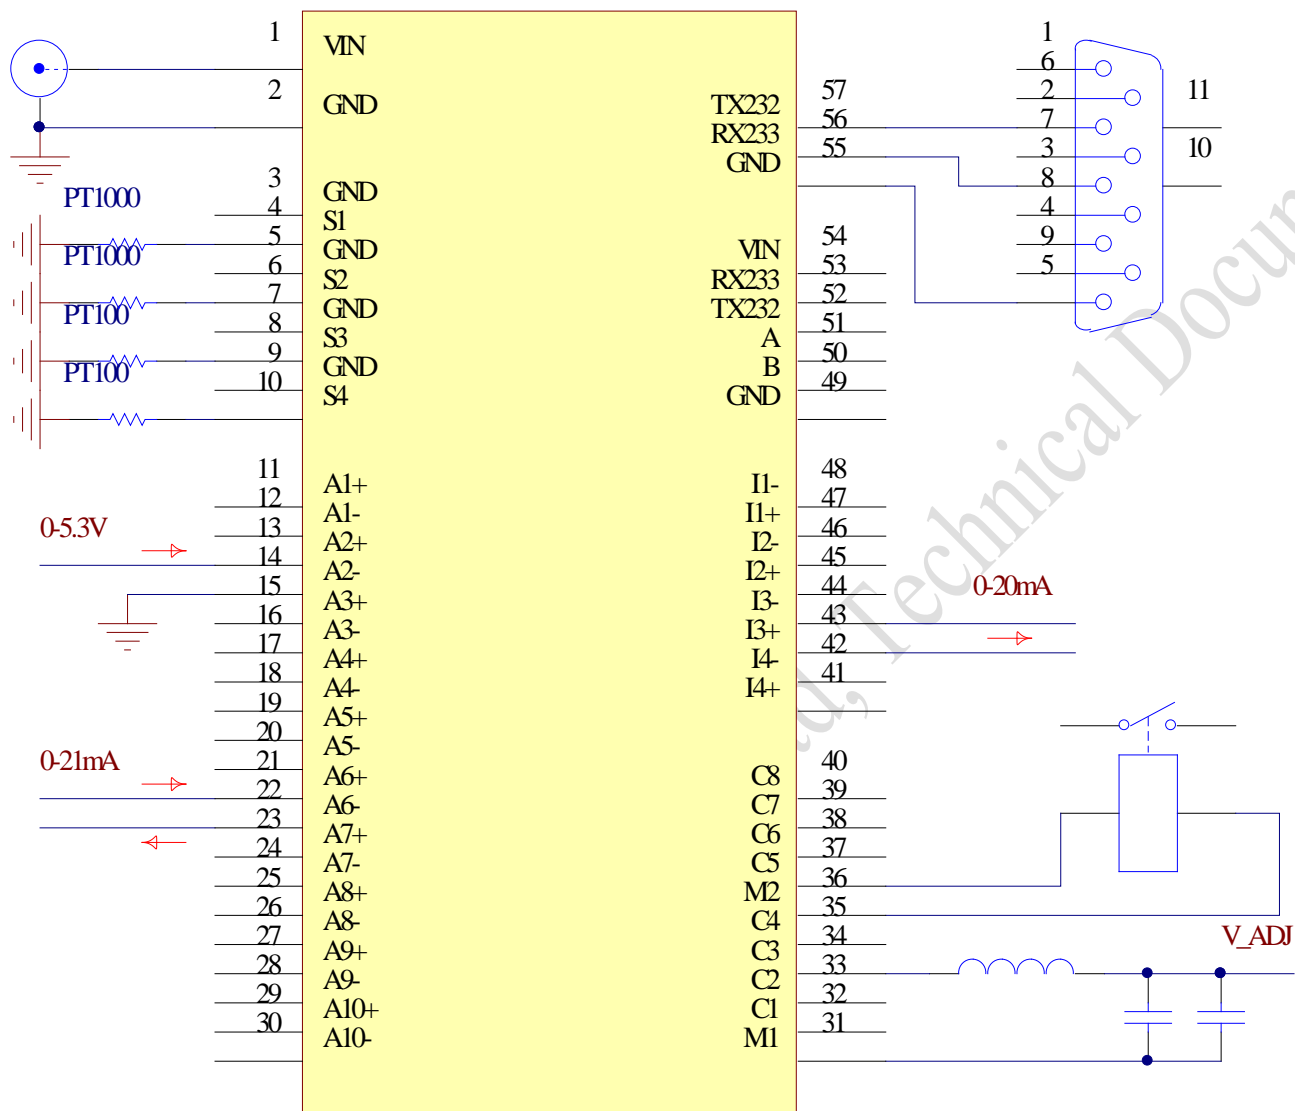 1 VIN
2 GND
3 GND
PT1000
4 S1
5 GND
PT1000
6 S2
7 GND
PT100
8 S3
9 GND
PT100
10 S4
11 A1+
12 A1-
0-5.3V
13 A2+
14 A2-
15 A3+
16 A3-
17 A4+
18 A4-
19 A5+
20 A5-
0-21mA
21 A6+
22 A6-
23 A7+
24 A7-
25 A8+
26 A8-
27 A9+
28 A9-
29 A10+
30 A10-
TX232 57
RX233 56
GND 55
VIN 54
RX233 53
TX232 52
A 51
B 50
GND 49
I1- 48
I1+ 47
I2- 46
I2+ 45
I3- 44
I3+ 43
I4- 42
I4+ 41
0-20mA
C8 40
C7 39
C6 38
C5 37
M2 36
C4 35
C3 34
C2 33
C1 32
M1 31
V_ADJ
1
6
2
7
3
8
4
9
5
11
10
Technical